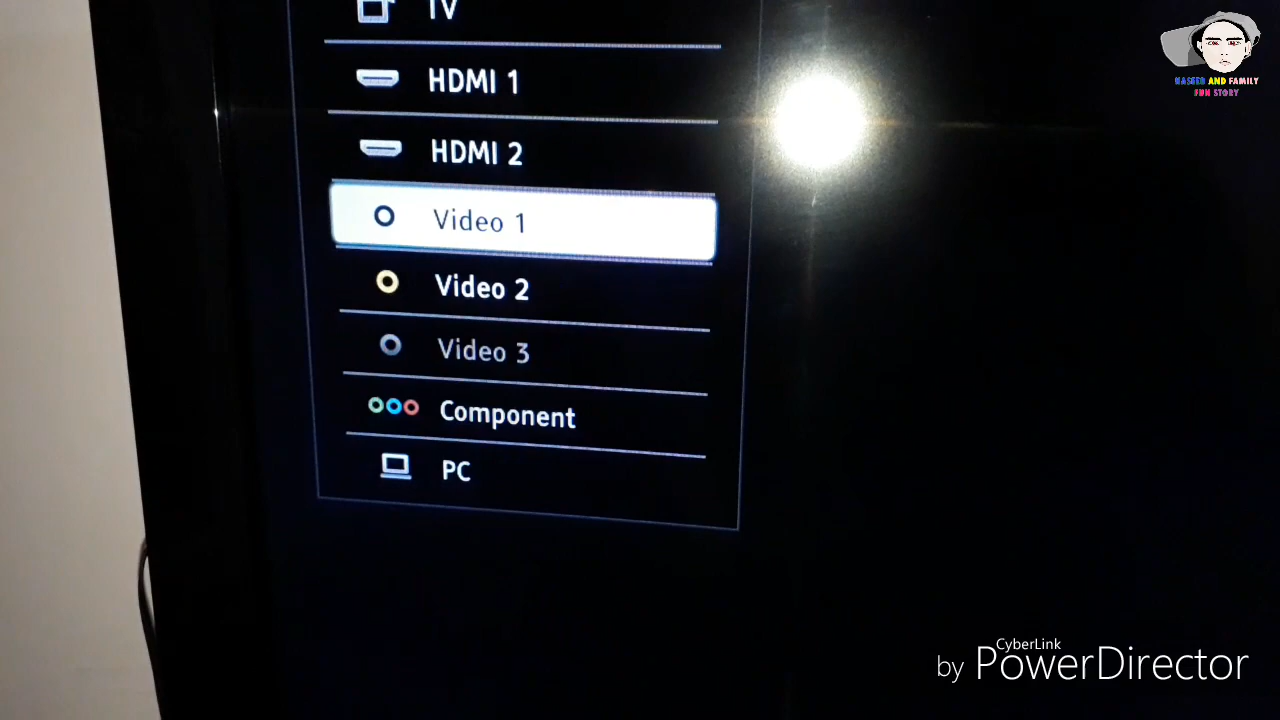 TV
HDMI 1
HDMI 2
Video 1
Video 2
Video 3
Component
PC
AND FAMILY
FUN STORY
by CyberLink
PowerDirector